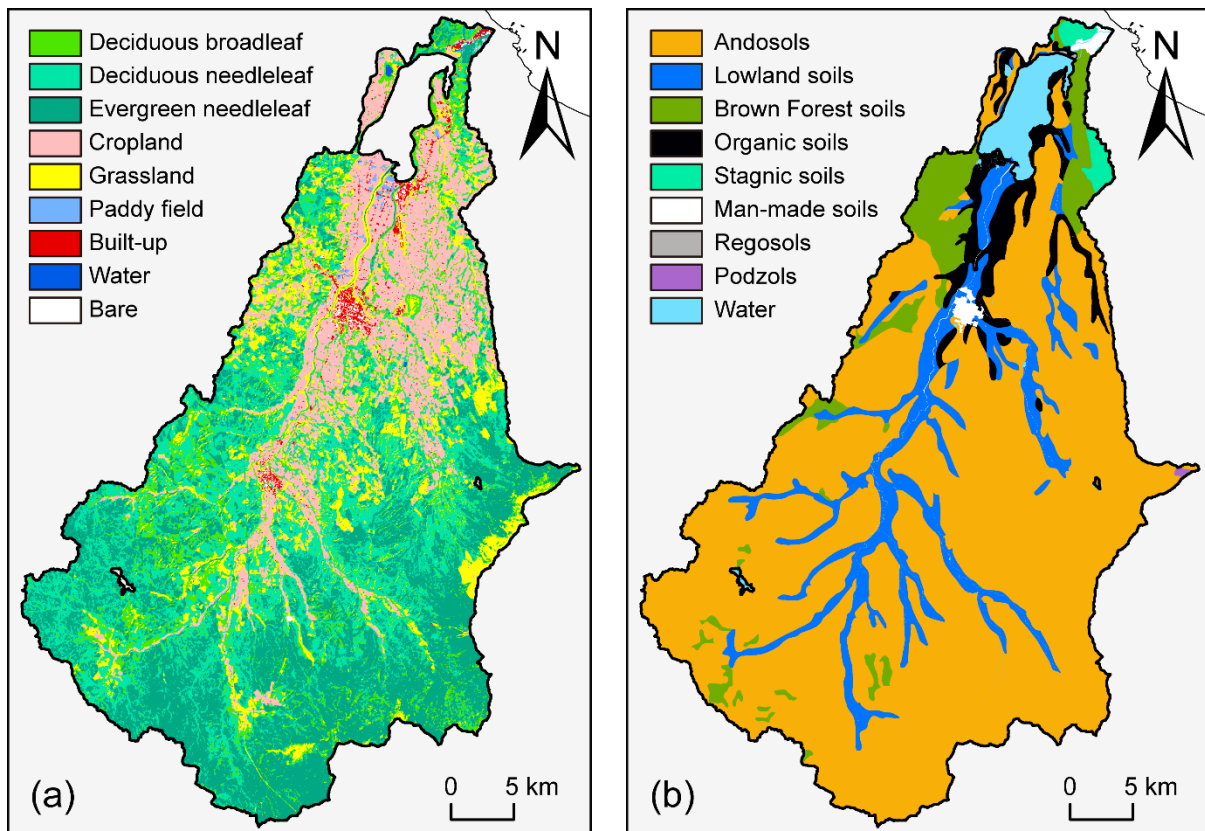 Deciduous broadleaf
Deciduous needleleaf
Evergreen needleleaf
Cropland
Grassland
Paddy field
Built-up
Water
Bare
N
(a)
0 5 km
Andosols
Lowland soils
Brown Forest soils
Organic soils
Stagnic soils
Man-made soils
Regosols
Podzols
Water
N
(b)
0 5 km